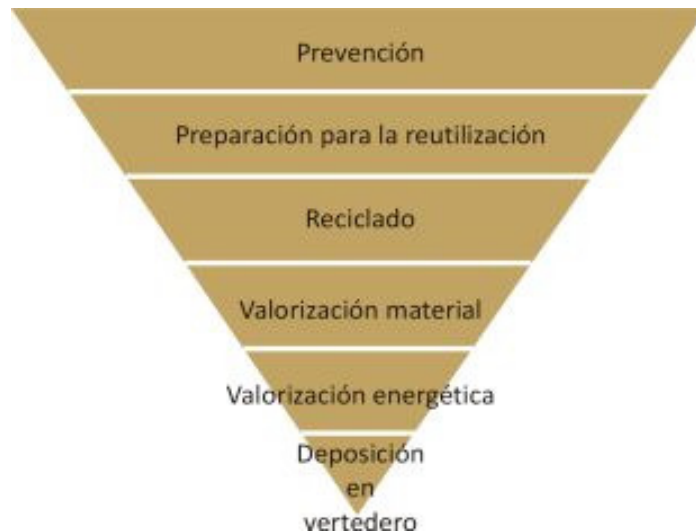 Prevención
Preparación para la reutilización
Reciclado
Valorización material
Valorización energética
Deposición
en
vertedero